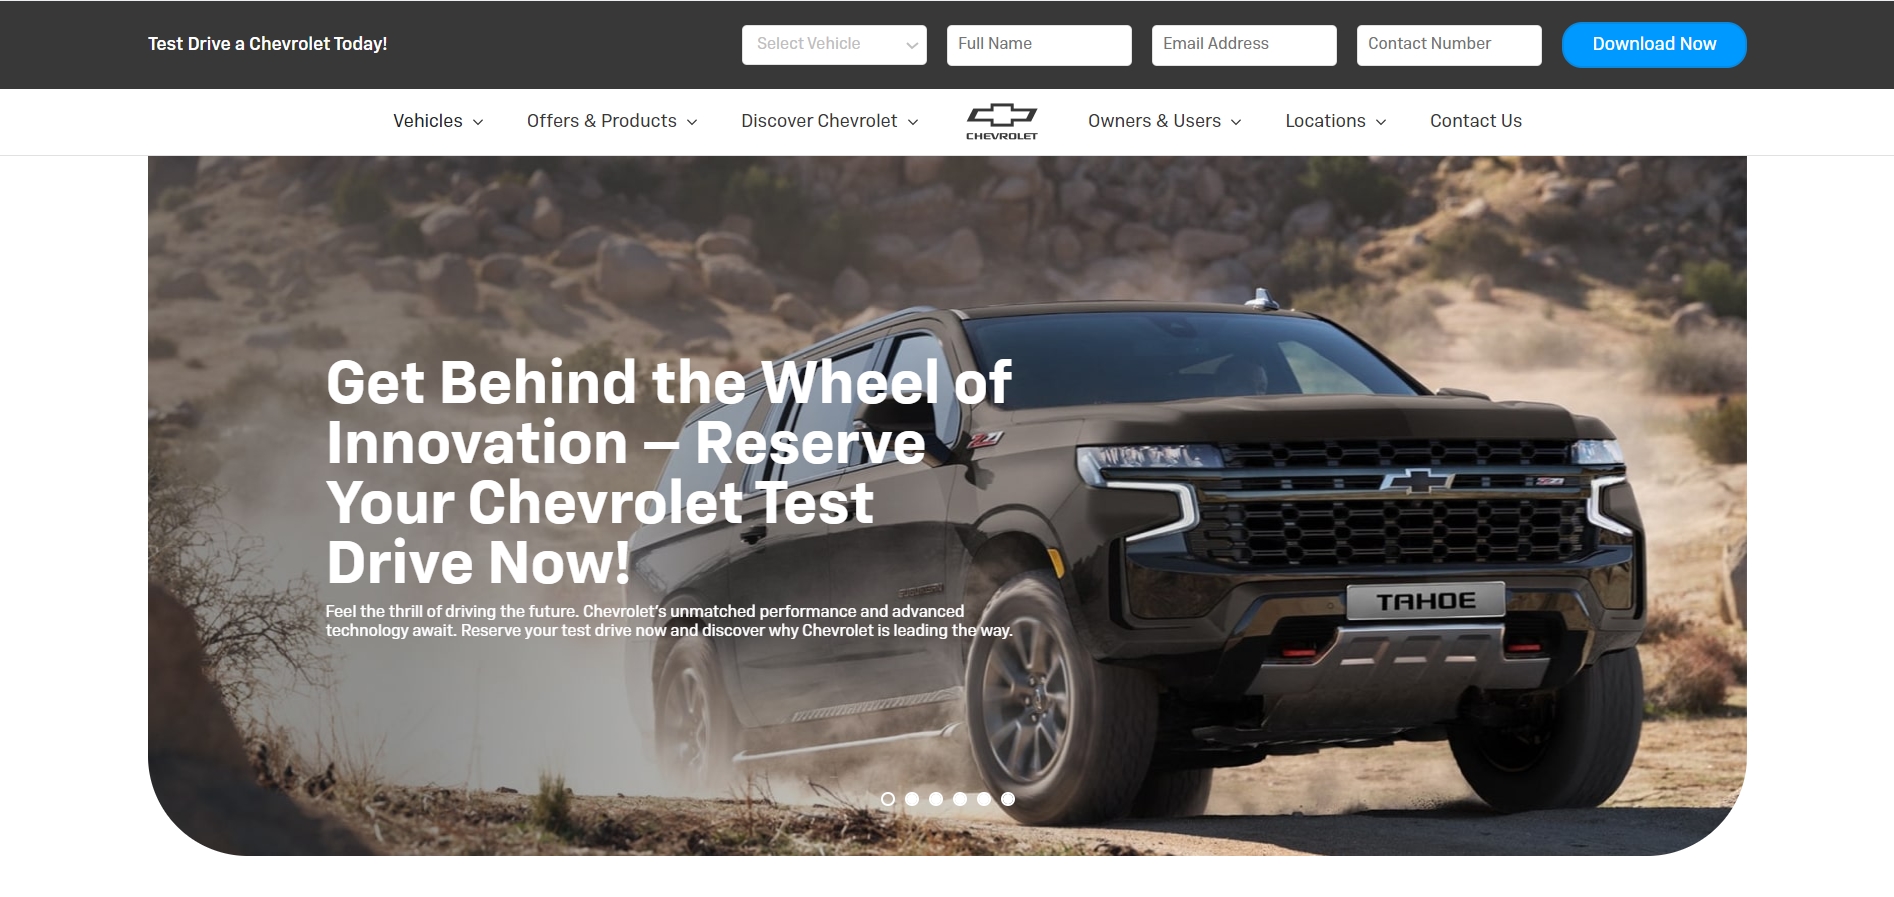 Test Drive a Chevrolet Today!
Select Vehicle
Full Name
Email Address
Contact Number
Download Now
Vehicles
Offers & Products
Discover Chevrolet
CHEVROLET
Owners & Users
Locations
Contact Us
Get Behind the Wheel of
Innovation – Reserve
Your Chevrolet Test
Drive Now!
Feel the thrill of driving the future. Chevrolet's unmatched performance and advanced
technology await. Reserve your test drive now and discover why Chevrolet is leading the way.
Z71
Z71
SUBURBAN
TAHOE